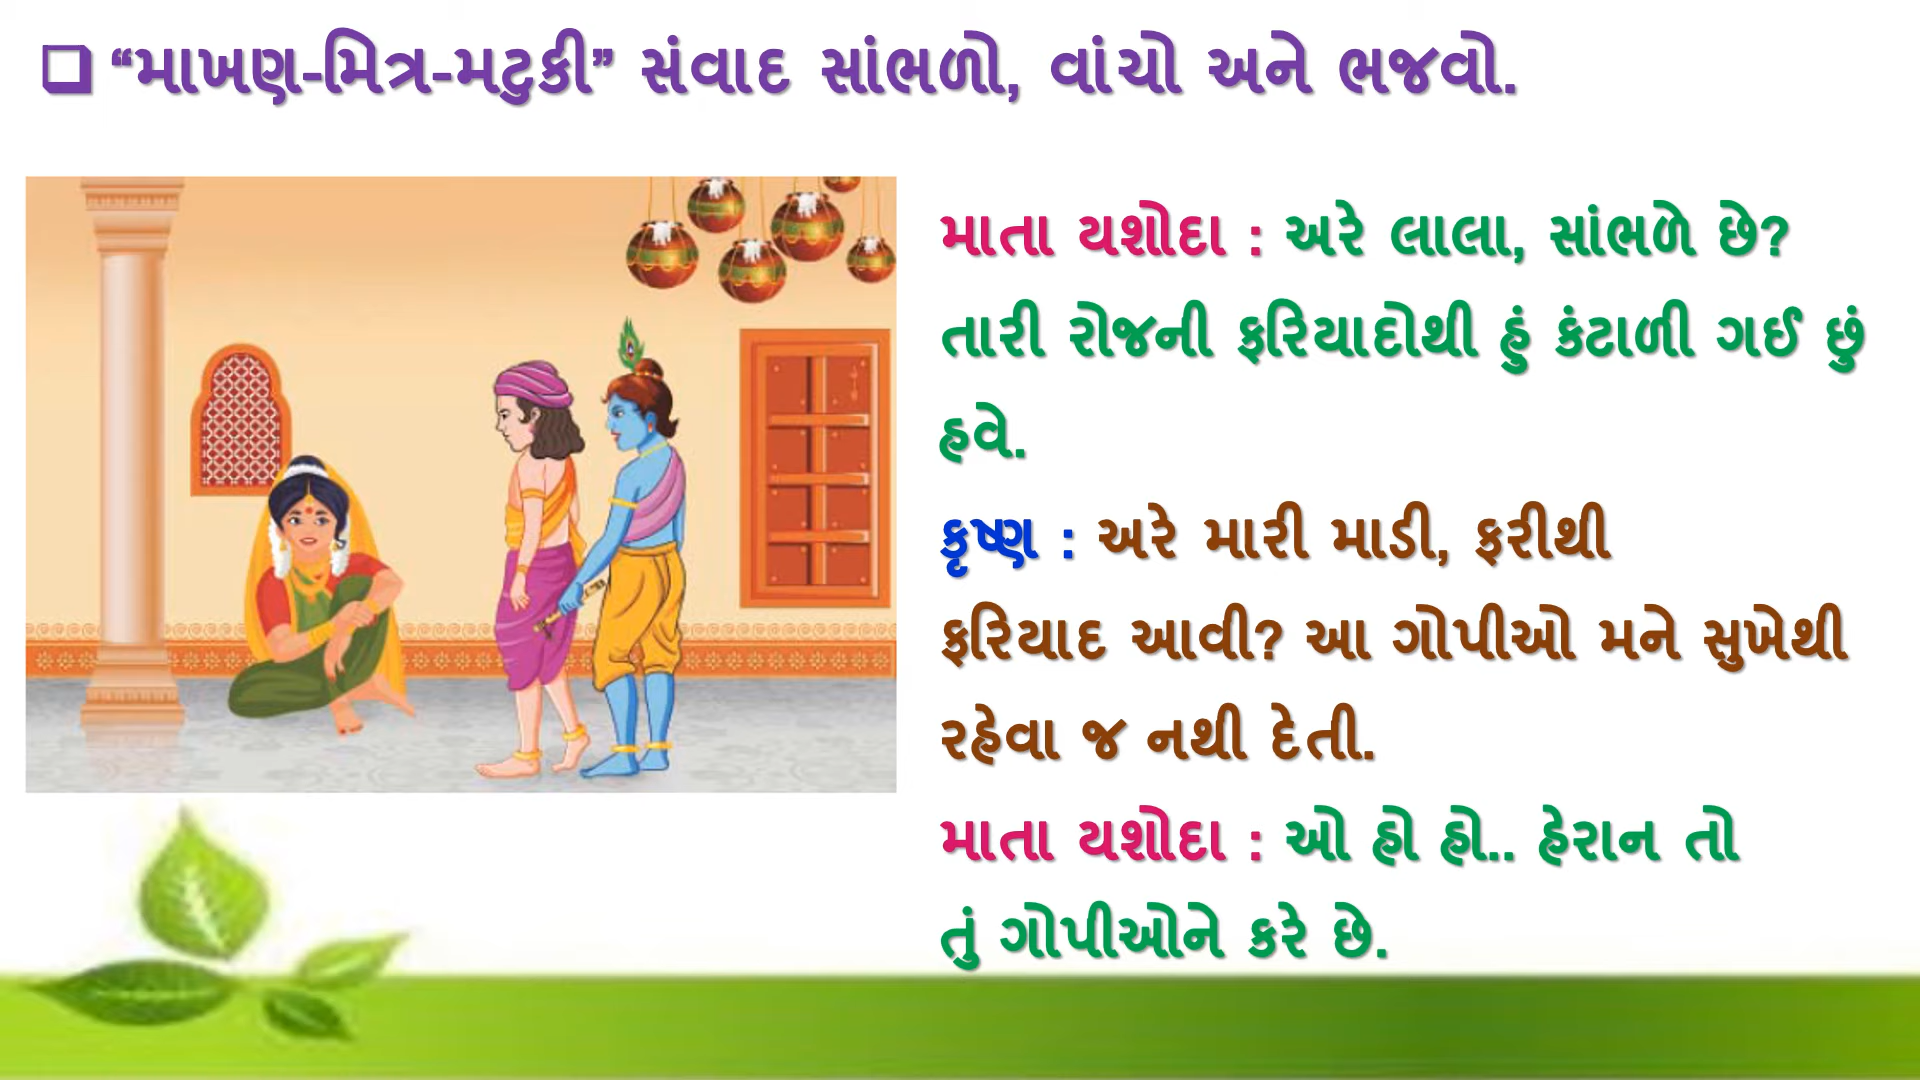 “માખણ-મિત્ર-મટુકી” સંવાદ સાંભળો, વાંચો અને ભજવો.
માતા યશોદા : અરે લાલા, સાંભળે છે?
તારી રોજની ફરિયાદોથી હું કંટાળી ગઈ છું
હવે.
કૃષ્ણ : અરે મારી માડી, ફરીથી
ફરિયાદ આવી? આ ગોપીઓ મને સુખેથી
રહેવા જ નથી દેતી.
માતા યશોદા : ઓ હો હો.. હેરાન તો
તું ગોપીઓને કરે છે.